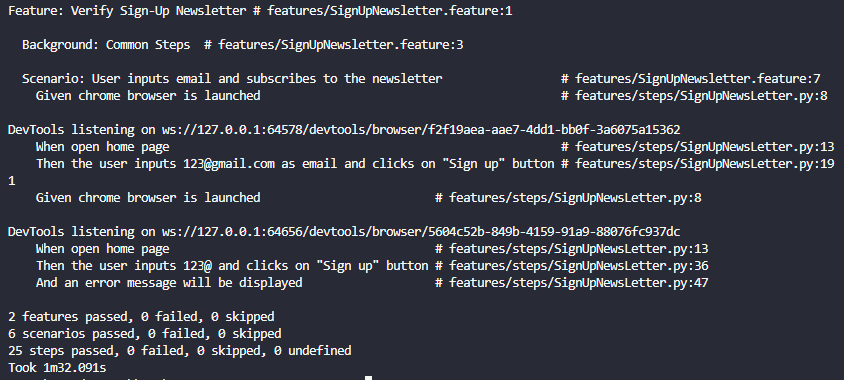 Feature: Verify Sign-Up Newsletter # features/SignUpNewsletter.feature:1
Background: Common Steps # features/SignUpNewsletter.feature:3
Scenario: User inputs email and subscribes to the newsletter # features/SignUpNewsletter.feature:7
Given chrome browser is launched # features/steps/SignUpNewsLetter.py:8
DevTools listening on ws://127.0.0.1:64578/devtools/browser/f2f19aea-aae7-4dd1-bb0f-3a6075a15362
When open home page # features/steps/SignUpNewsLetter.py:13
Then the user inputs 123@gmail.com as email and clicks on "Sign up" button # features/steps/SignUpNewsLetter.py:19
1
Given chrome browser is launched # features/steps/SignUpNewsLetter.py:8
DevTools listening on ws://127.0.0.1:64656/devtools/browser/5604c52b-849b-4159-91a9-88076fc937dc
When open home page # features/steps/SignUpNewsLetter.py:13
Then the user inputs 123@ and clicks on "Sign up" button # features/steps/SignUpNewsLetter.py:36
And an error message will be displayed # features/steps/SignUpNewsLetter.py:47
2 features passed, 0 failed, 0 skipped
6 scenarios passed, 0 failed, 0 skipped
25 steps passed, 0 failed, 0 skipped, 0 undefined
Took 1m32.091s